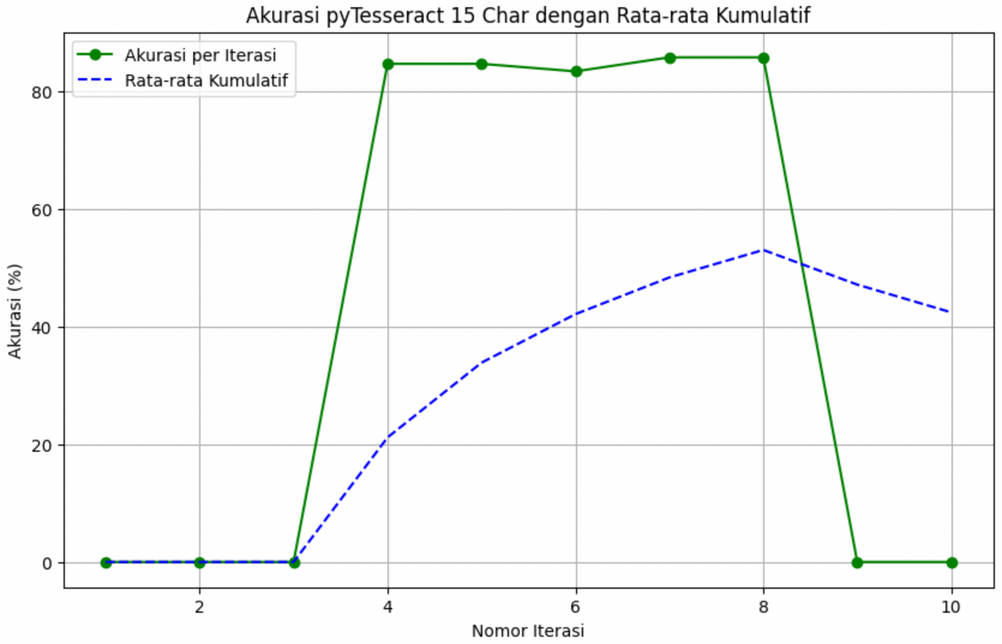 Akurasi pyTesseract 15 Char dengan Rata-rata Kumulatif
Akurasi per Iterasi
Rata-rata Kumulatif
80
60
40
20
0
Akurasi (%)
2
4
6
8
10
Nomor Iterasi